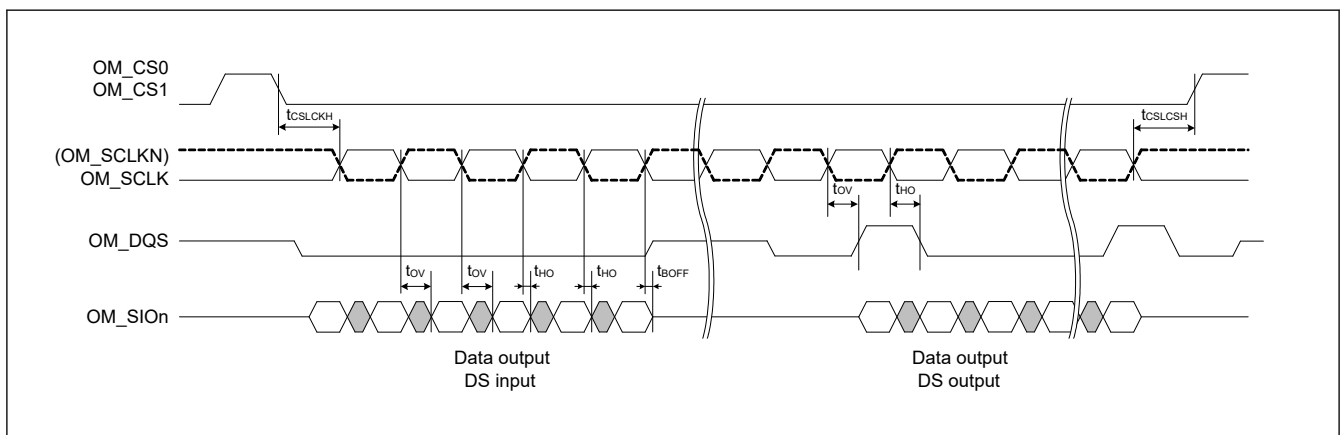 OM_CS0
OM_CS1
tCSLCKH
tCSLCSH
(OM_SCLKN)
OM_SCLK
tOV
tHO
OM_DQS
tOV
tOV
tHO
tHO
tBOFF
OM_SIOn
Data output
DS input
Data output
DS output